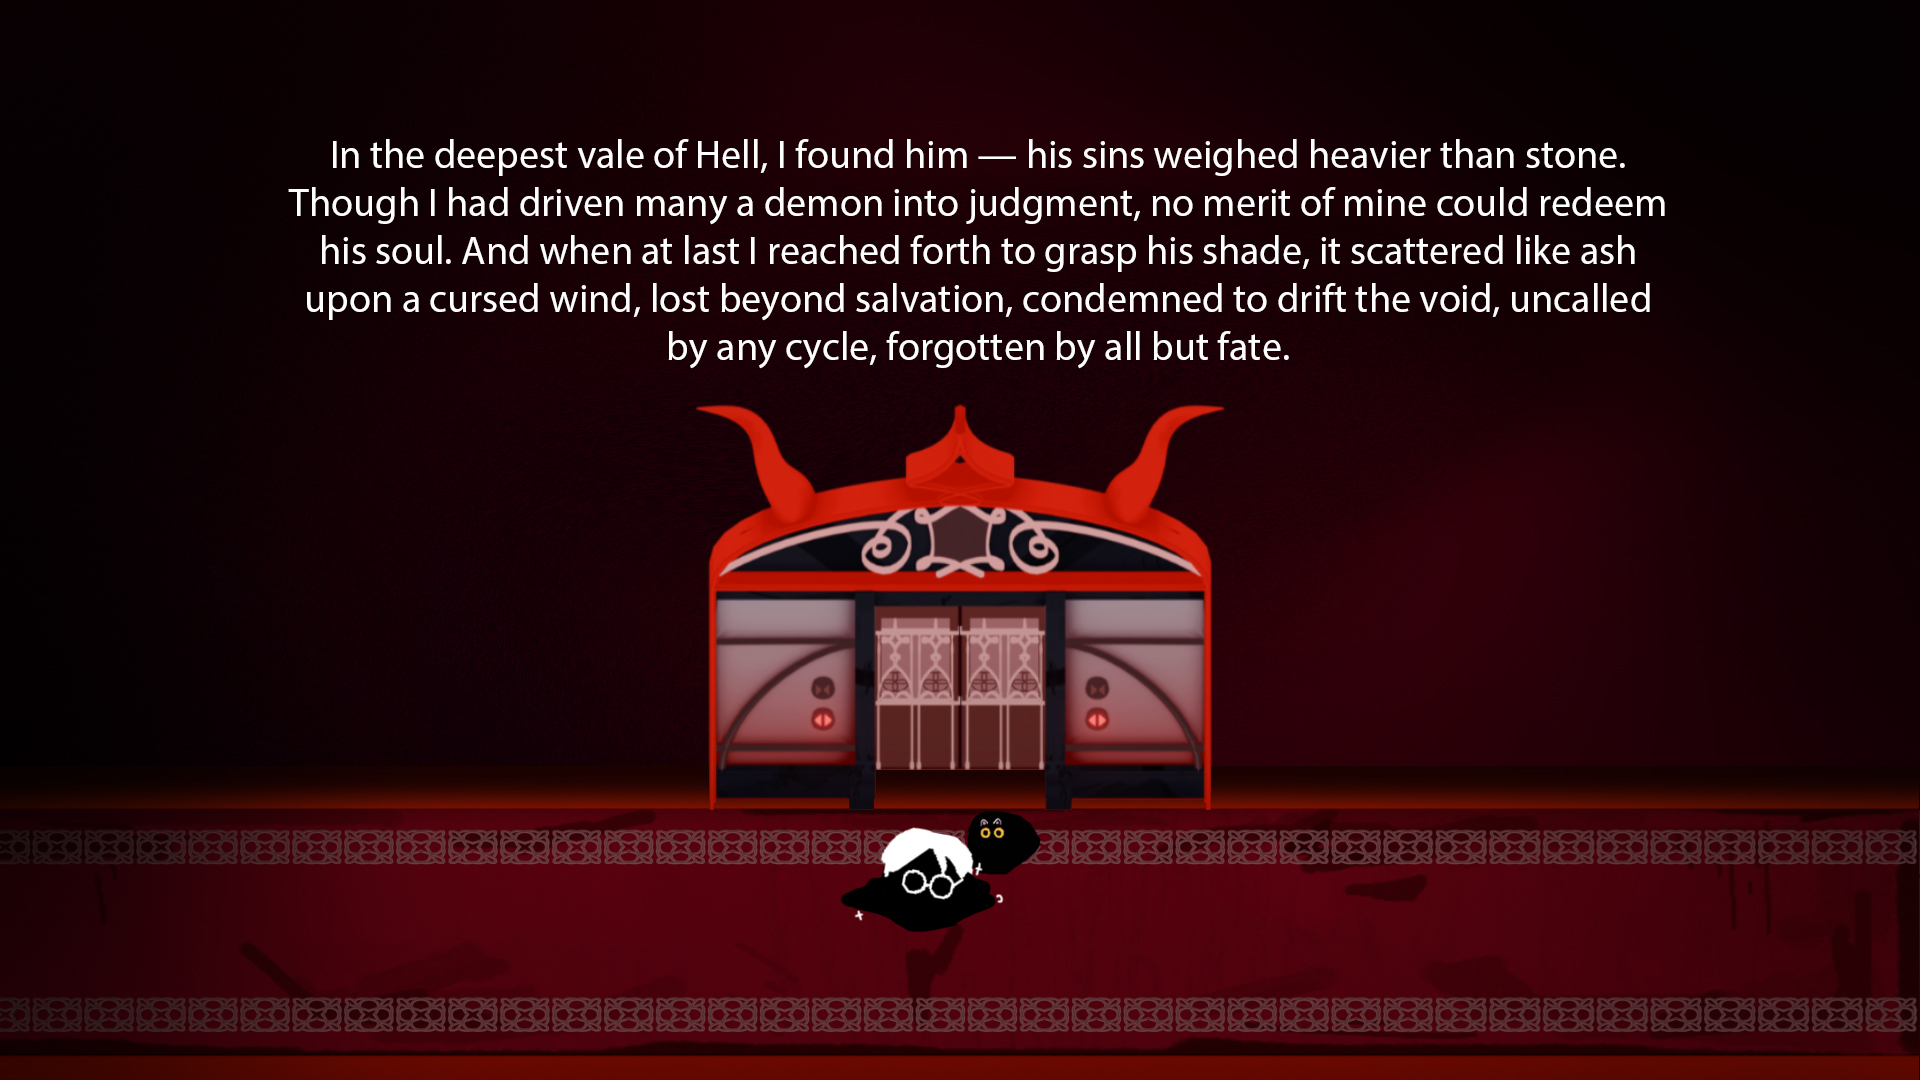 In the deepest vale of Hell, I found him — his sins weighed heavier than stone.
Though I had driven many a demon into judgment, no merit of mine could redeem
his soul. And when at last I reached forth to grasp his shade, it scattered like ash
upon a cursed wind, lost beyond salvation, condemned to drift the void, uncalled
by any cycle, forgotten by all but fate.